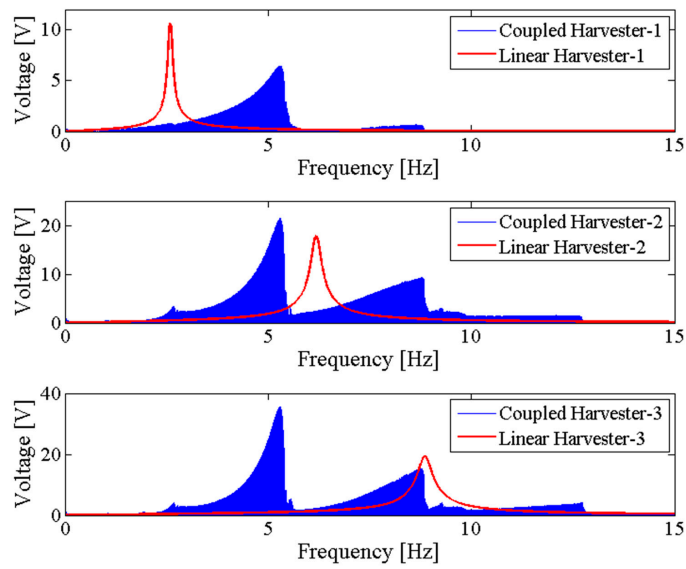 10
5
0
Voltage [V]
Coupled Harvester-1
Linear Harvester-1
0 5 10 15
Frequency [Hz]
20
10
0
Voltage [V]
Coupled Harvester-2
Linear Harvester-2
0 5 10 15
Frequency [Hz]
40
20
0
Voltage [V]
Coupled Harvester-3
Linear Harvester-3
0 5 10 15
Frequency [Hz]